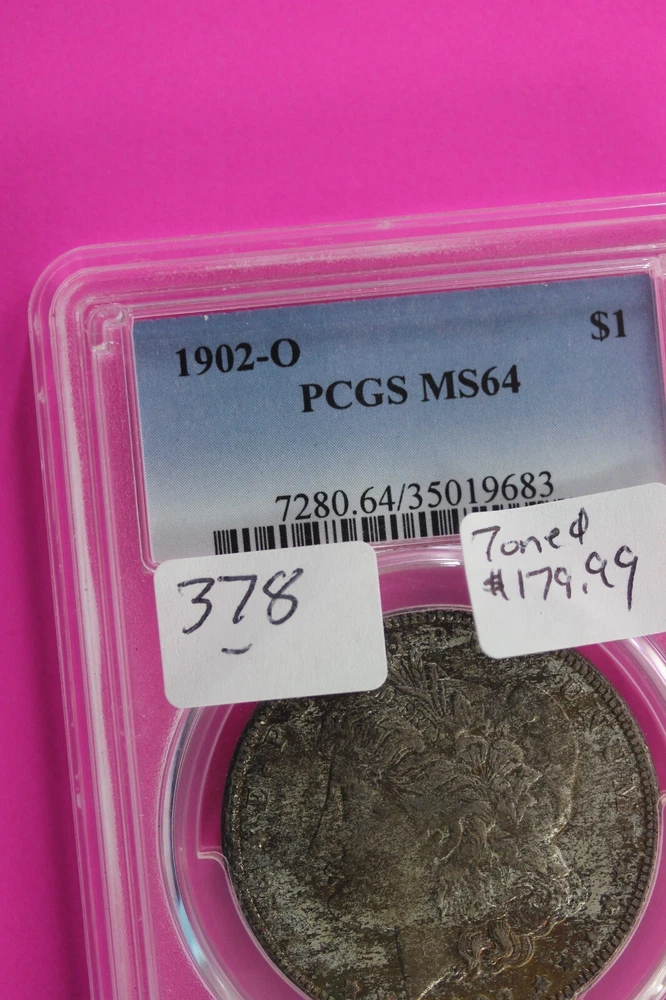 1902-O $1
PCGS MS64
7280.64/35019683
378
Toned
$179.99